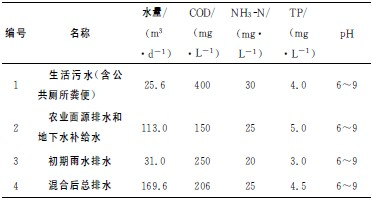 编号 名称 水量/(m³·d⁻¹) COD/(mg·L⁻¹) NH3-N/(mg·L⁻¹) TP/(mg·L⁻¹) pH
1 生活污水(含公共厕所粪便) 25.6 400 30 4.0 6～9
2 农业面源排水和地下水补给水 113.0 150 25 5.0 6～9
3 初期雨水排水 31.0 250 20 3.0 6～9
4 混合后总排水 169.6 206 25 4.5 6～9